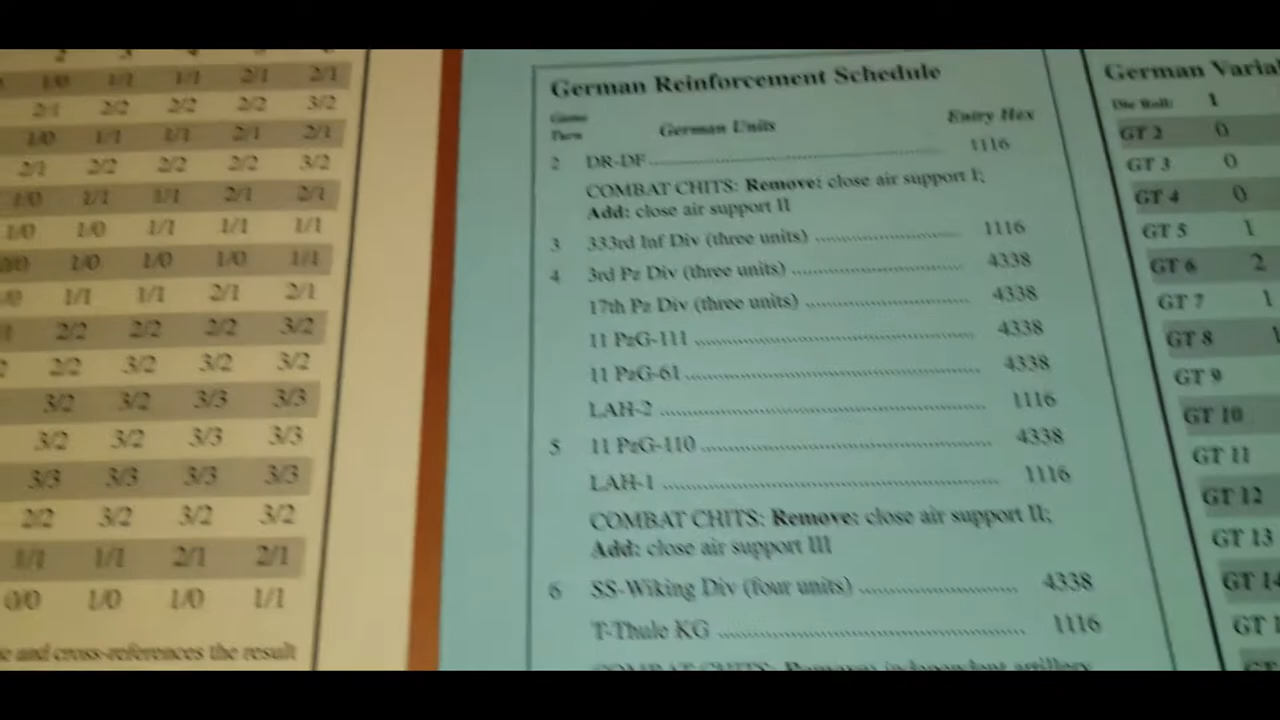 2 3 4
1/0 1/1 1/1 2/1 2/1
2/1 2/2 2/2 2/2 3/2
1/0 1/1 1/1 2/1 2/1
2/1 2/2 2/2 2/2 3/2
1/0 1/1 1/1 2/1 2/1
1/0 1/0 1/1 1/1 1/1
1/0 1/0 1/0 1/1
1/1 1/1 2/1 2/1
2/2 2/2 2/2 3/2
2/2 3/2 3/2 3/2
3/2 3/2 3/3 3/3
3/2 3/2 3/3 3/3
3/3 3/3 3/3 3/3
2/2 3/2 3/2 3/2
1/1 1/1 2/1 2/1
0/0 1/0 1/0 1/1
and cross-references the result
German Reinforcement Schedule
Game
Turn German Units Entry Hex
2 DR-DF 1116
COMBAT CHITS: Remove: close air support I;
Add: close air support II
3 333rd Inf Div (three units) 1116
4 3rd Pz Div (three units) 4338
17th Pz Div (three units) 4338
11 PzG-111 4338
11 PzG-61 4338
LAH-2 1116
5 11 PzG-110 4338
LAH-1 1116
COMBAT CHITS: Remove: close air support II;
Add: close air support III
6 SS-Wiking Div (four units) 4338
T-Thule KG 1116
COMBAT CHITS: Remove: independent artillery
German
Die Roll: 1
GT 2 0
GT 3 0
GT 4 0
GT 5 1
GT 6 2
GT 7 1
GT 8
GT 9
GT 10
GT 11
GT 12
GT 13
GT